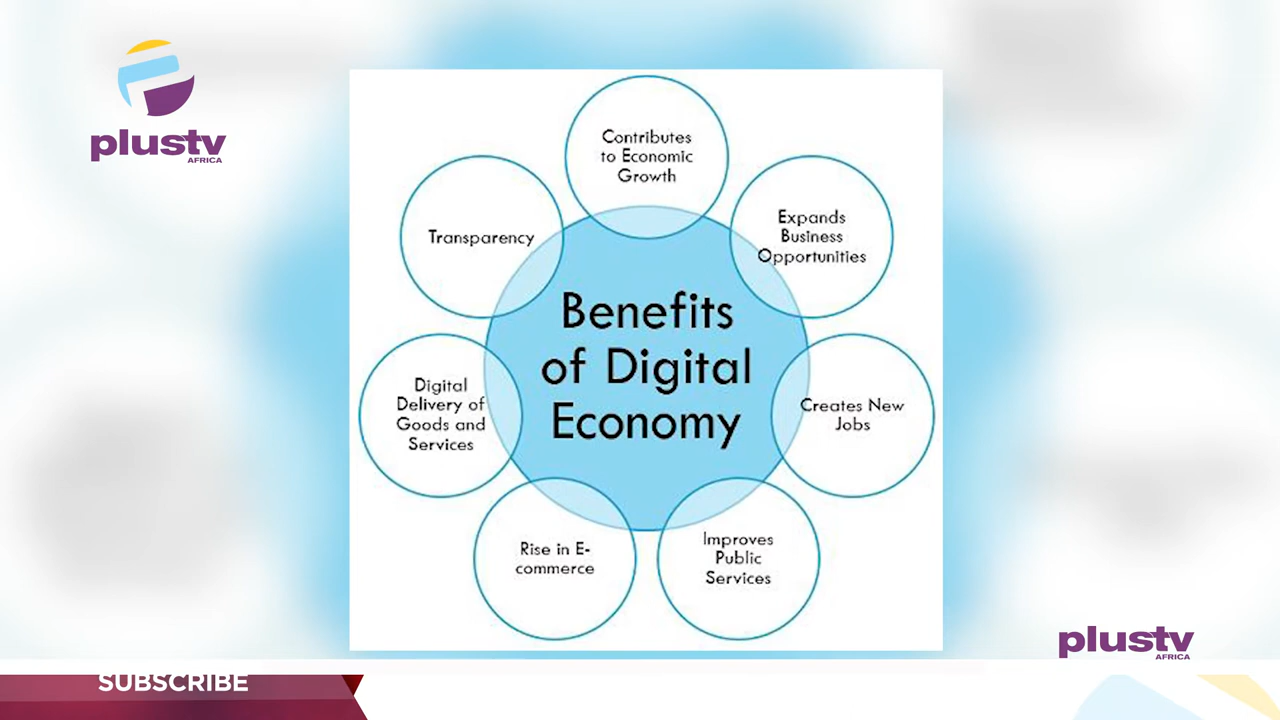 plustv
AFRICA
Contributes
to Economic
Growth
Expands
Business
Opportunities
Creates New
Jobs
Improves
Public
Services
Rise in E-
commerce
Digital
Delivery of
Goods and
Services
Transparency
Benefits
of Digital
Economy
plustv
AFRICA
SUBSCRIBE